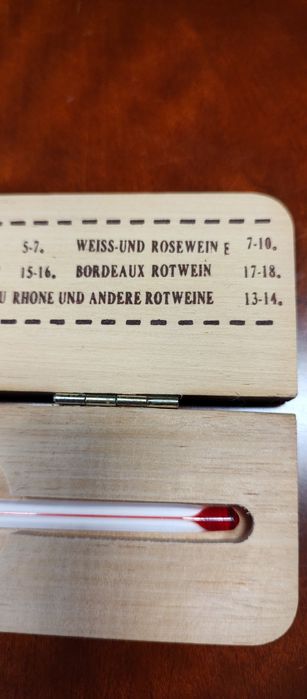 5-7° WEISS-UND ROSEWEIN E 7-10°
15-16° BORDEAUX ROTWEIN 17-18°
U RHONE UND ANDERE ROTWEINE 13-14°